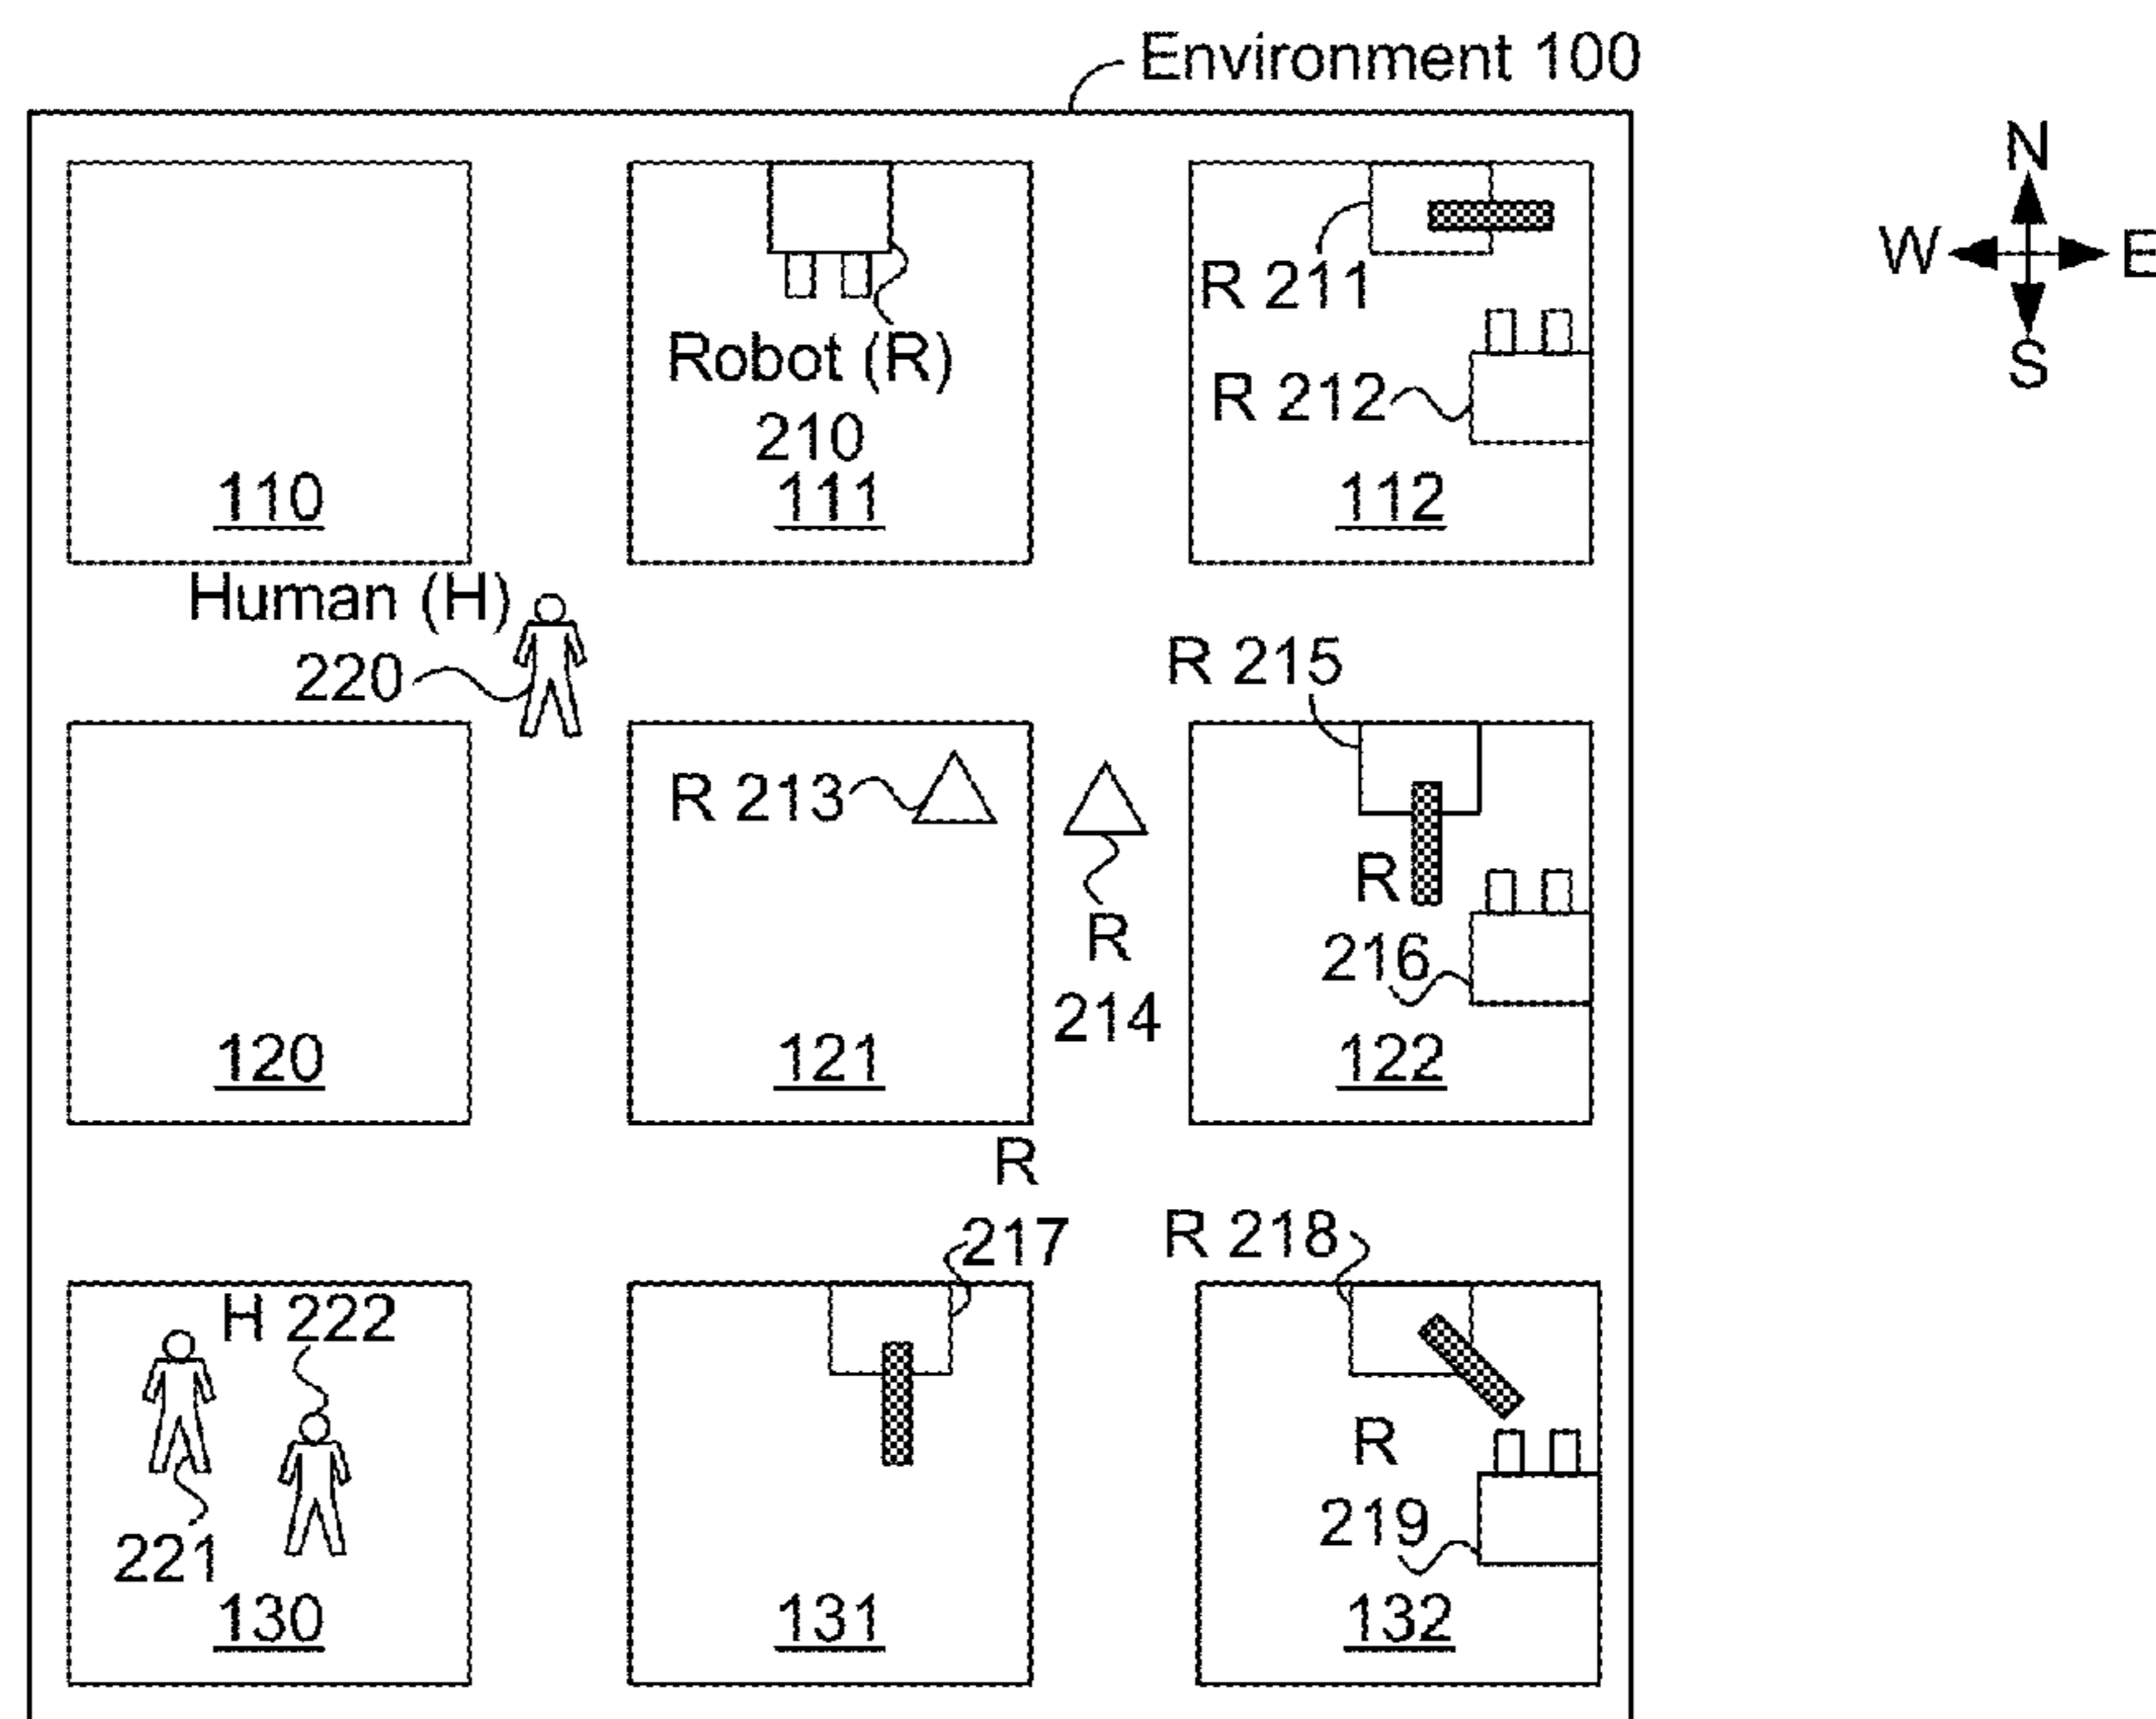 Environment 100
N
W E
S
R 211
Robot (R)
210
R 212
110
111
112
Human (H)
220
R 215
R 213
R
214
R
216
120
121
122
R
217
R 218
H 222
221
R
219
130
131
132